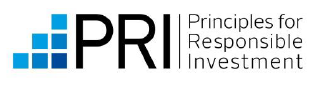 PRI
Principles for
Responsible
Investment